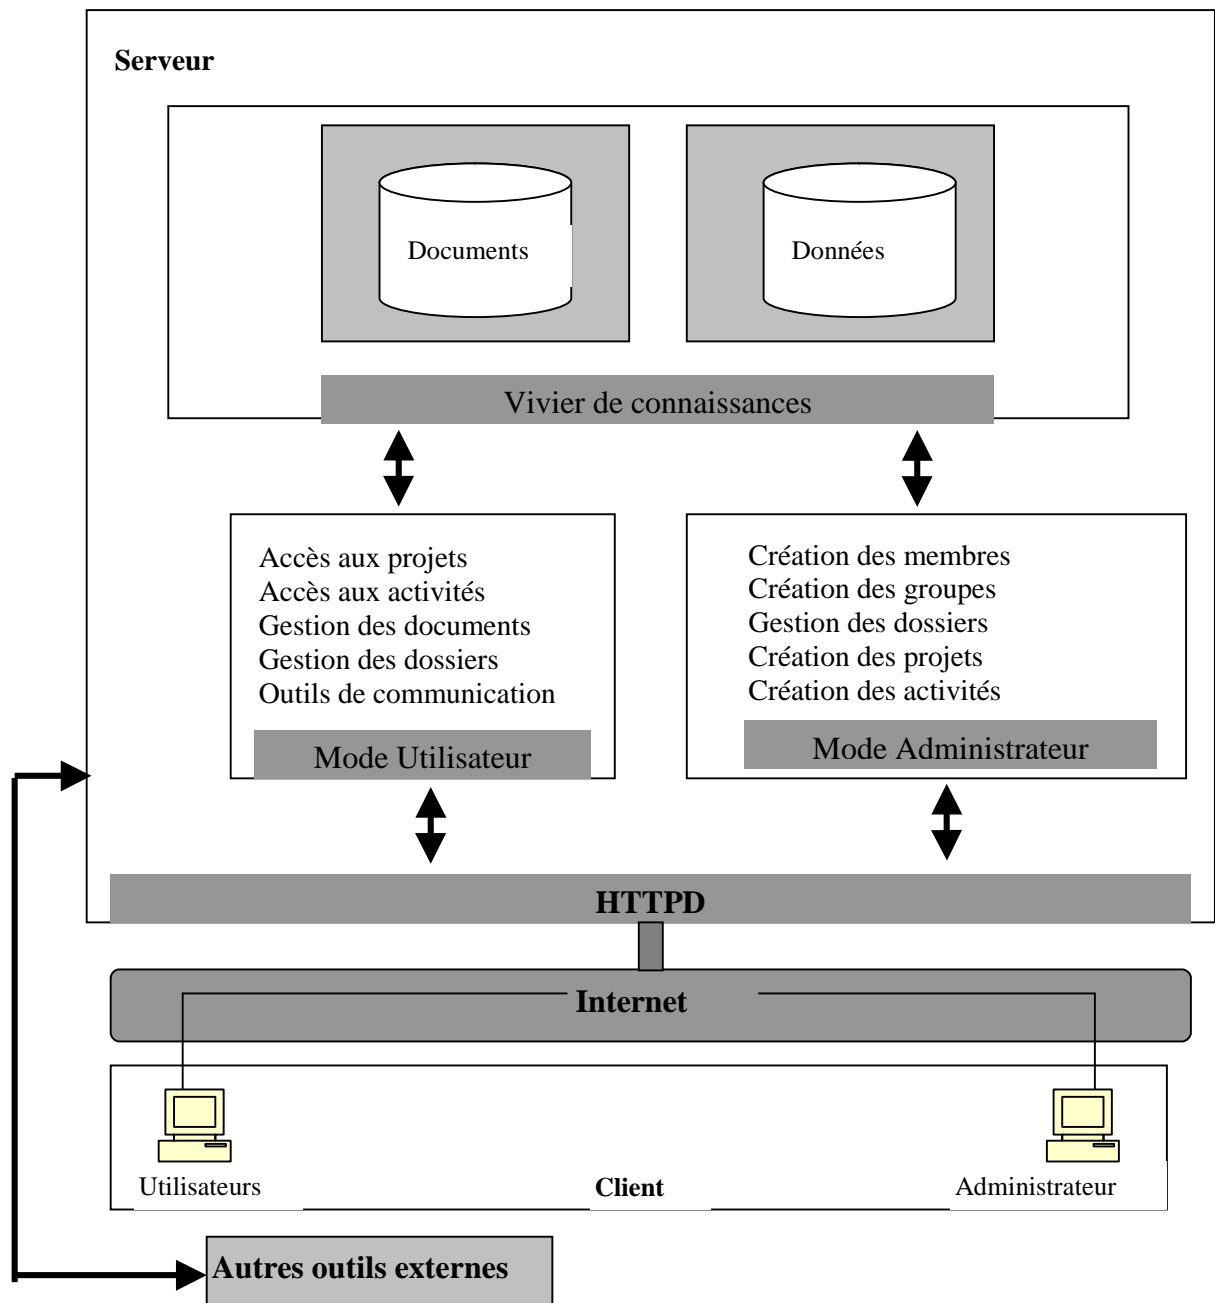 Serveur
Documents
Données
Vivier de connaissances
Accès aux projets
Accès aux activités
Gestion des documents
Gestion des dossiers
Outils de communication
Mode Utilisateur
Création des membres
Création des groupes
Gestion des dossiers
Création des projets
Création des activités
Mode Administrateur
HTTPD
Internet
Utilisateurs
Client
Administrateur
Autres outils externes